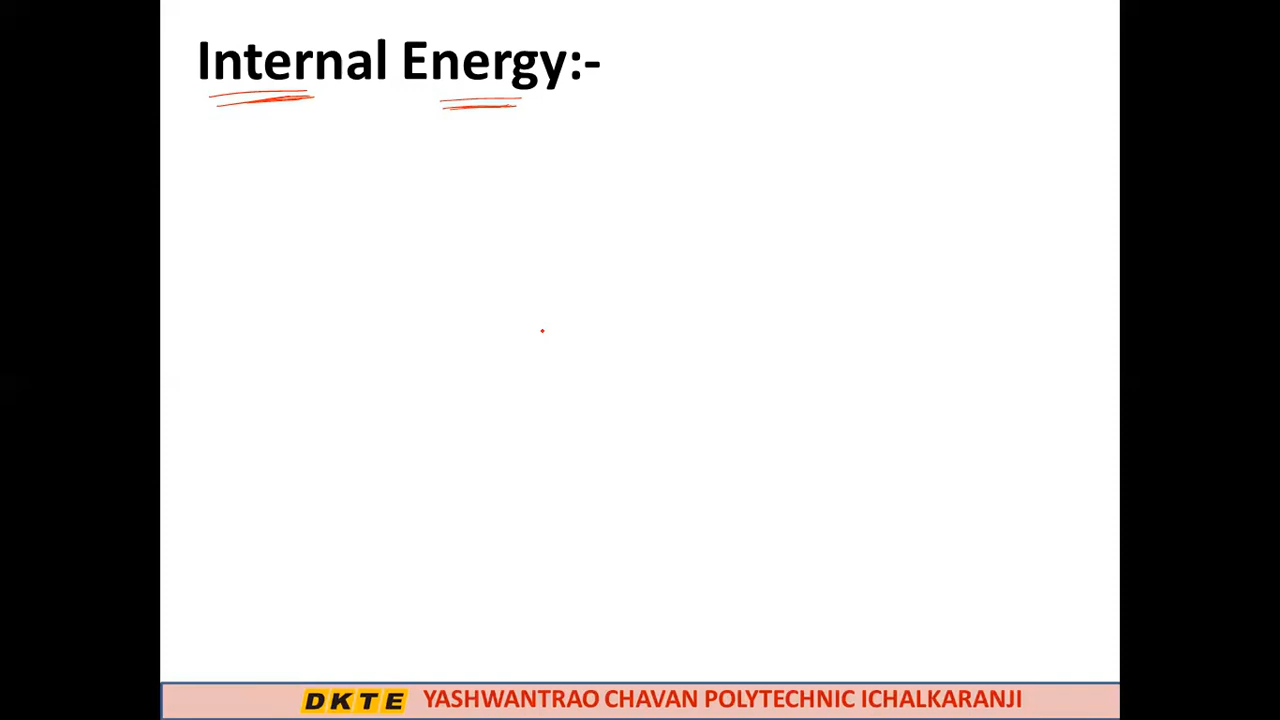 Internal Energy:-
DKTE YASHWANTRAO CHAVAN POLYTECHNIC ICHALKARANJI